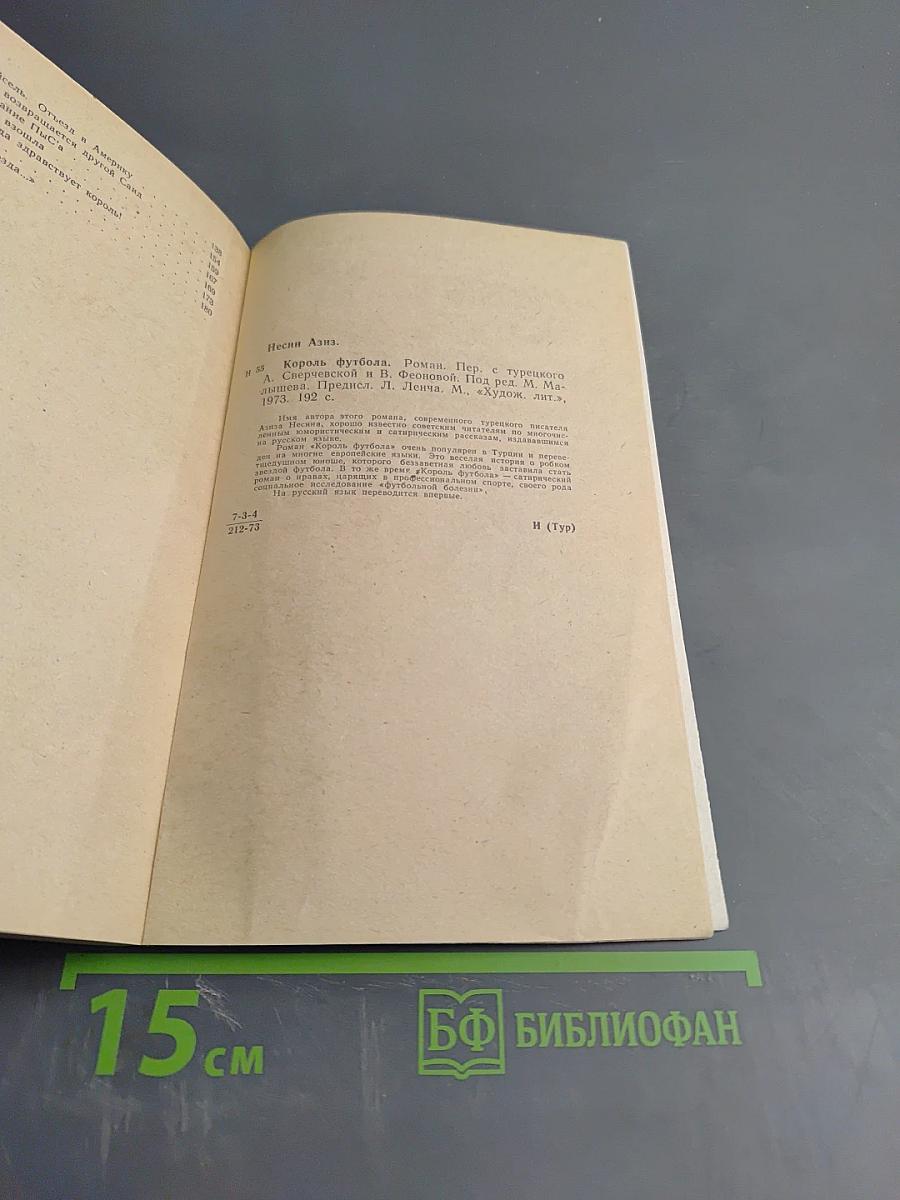 Отъезд в Америку
возвращается другой Саид
ание ПыС'а
взошла
да здравствует король!
езда...»
138
154
159
167
169
173
180
Несин Азиз.
Н 55 Король футбола. Роман. Пер. с турецкого
А. Сверчевской и В. Феоновой. Под ред. М. Ма-
лышева. Предисл. Л. Ленча. М., «Худож. лит.»,
1973. 192 с.
Имя автора этого романа, современного турецкого писателя
Азиза Несина, хорошо известно советским читателям по многочис-
ленным юмористическим и сатирическим рассказам, издававшимся
на русском языке.
Роман «Король футбола» очень популярен в Турции и переве-
ден на многие европейские языки. Это веселая история о робком
тщедушном юноше, которого беззаветная любовь заставила стать
звездой футбола. В то же время «Король футбола» — сатирический
роман о нравах, царящих в профессиональном спорте, своего рода
социальное исследование «футбольной болезни».
На русский язык переводится впервые.
7-3-4
212-73
И (Тур)
15 см
БФ БИБЛИОФАН